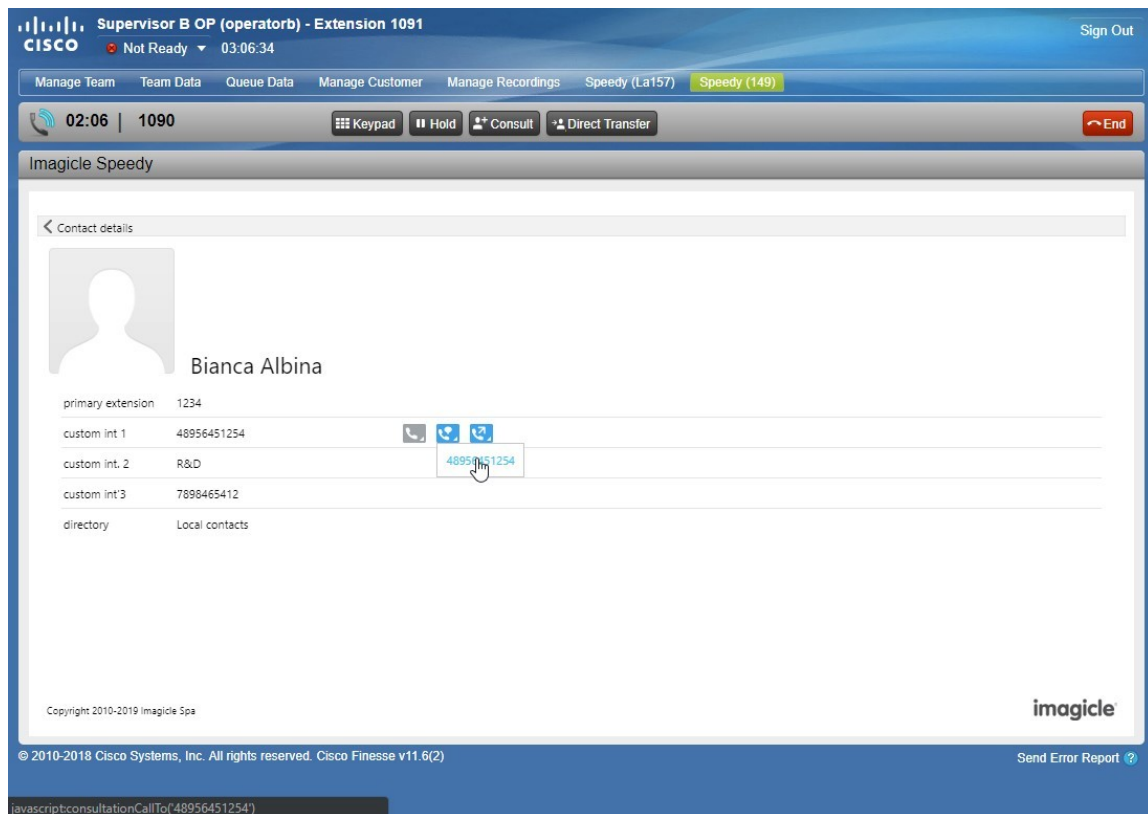 Supervisor B OP (operatorb) - Extension 1091
Sign Out
CISCO
Not Ready 03:06:34
Manage Team Team Data Queue Data Manage Customer Manage Recordings Speedy (La157) Speedy (149)
02:06 | 1090 Keypad Hold Consult Direct Transfer End
Imagicle Speedy
Contact details
Bianca Albina
primary extension 1234
custom int 1 48956451254
custom int. 2 R&D
48956451254
custom int'3 7898465412
directory Local contacts
Copyright 2010-2019 Imagicle Spa
imagicle
© 2010-2018 Cisco Systems, Inc. All rights reserved. Cisco Finesse v11.6(2)
Send Error Report ?
javascript:consultationCallTo('48956451254')